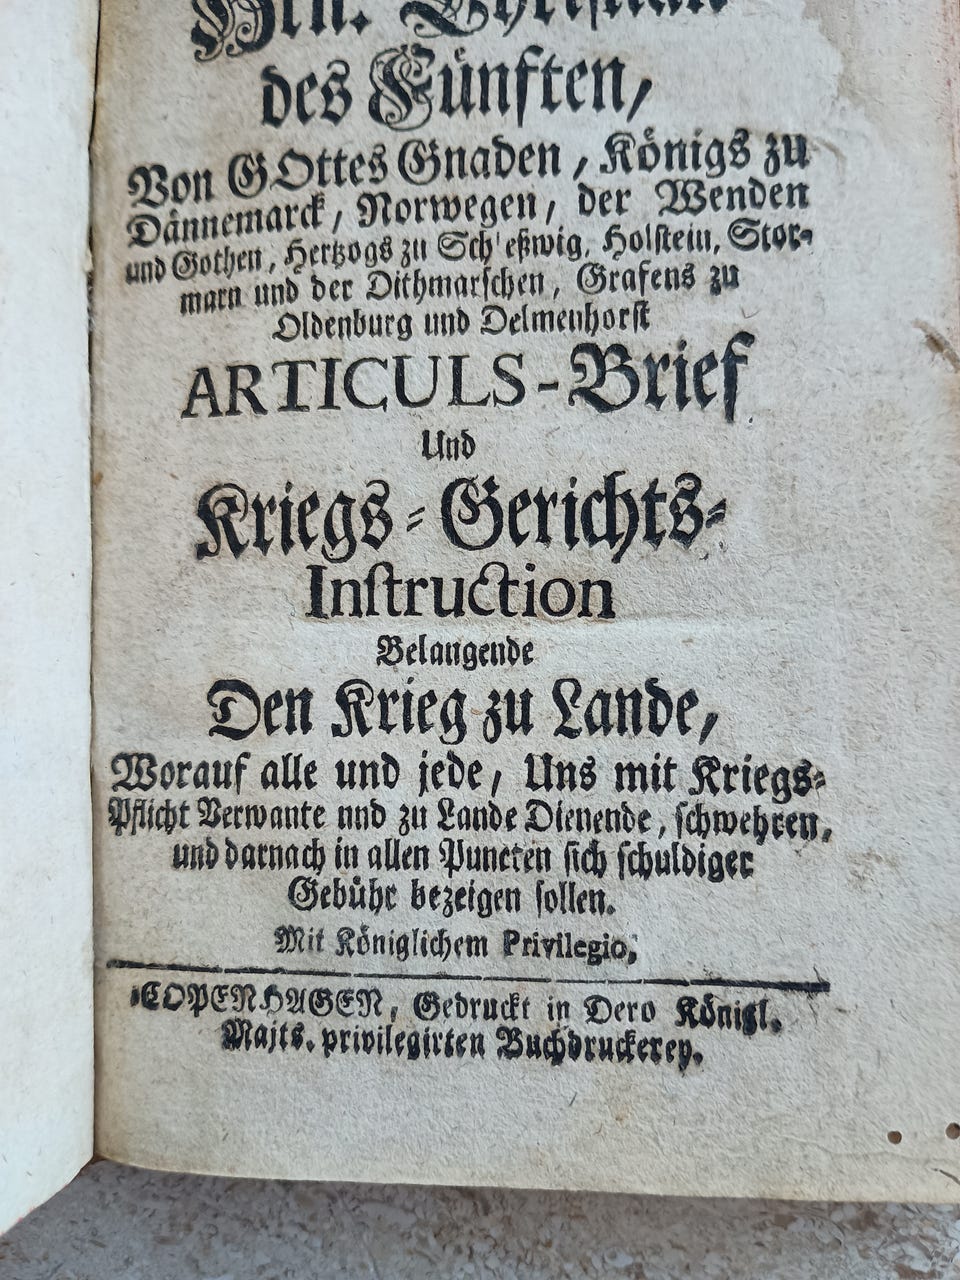 Hrn. Christian
des Fünften,
Von GOttes Gnaden, Königs zu
Dännemarck, Norwegen, der Wenden
und Gothen, Hertzogs zu Sch'eßwig, Holstein, Stor-
marn und der Dithmarschen, Grafens zu
Oldenburg und Delmenhorst
ARTICULS-Brief
Und
Kriegs-Gerichts-
Instruction
Belangende
Den Krieg zu Lande,
Worauf alle und jede, Uns mit Kriegs-
Pflicht Verwante nnd zu Lande Dienende, schwehren,
und darnach in allen Puncten sich schuldiger
Gebühr bezeigen sollen.
Mit Königlichem Privilegio,
COPENHAGEN, Gedruckt in Dero Königl.
Majts. privilegirten Buchdruckerey.